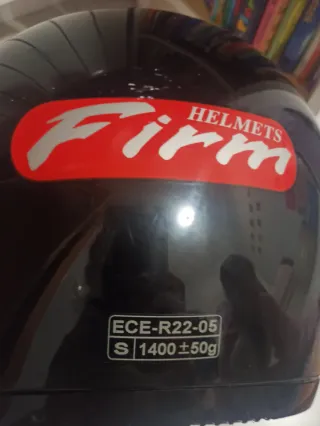 HELMETS
Firm
ECE-R22-05
S 1400±50g